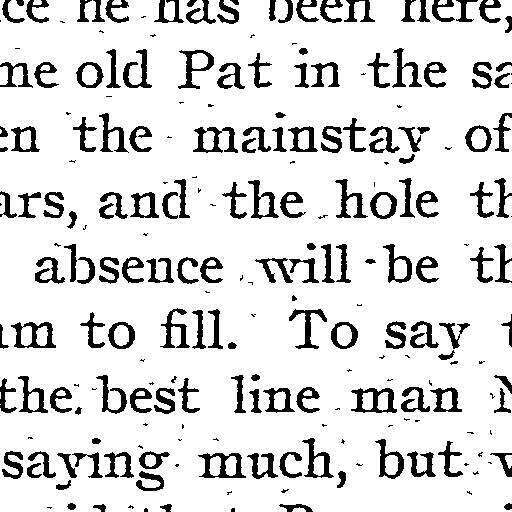 ce he has been here,
me old Pat in the sa
en the mainstay of
ars, and the hole th
absence will be th
am to fill. To say t
the best line man N
saying much, but v